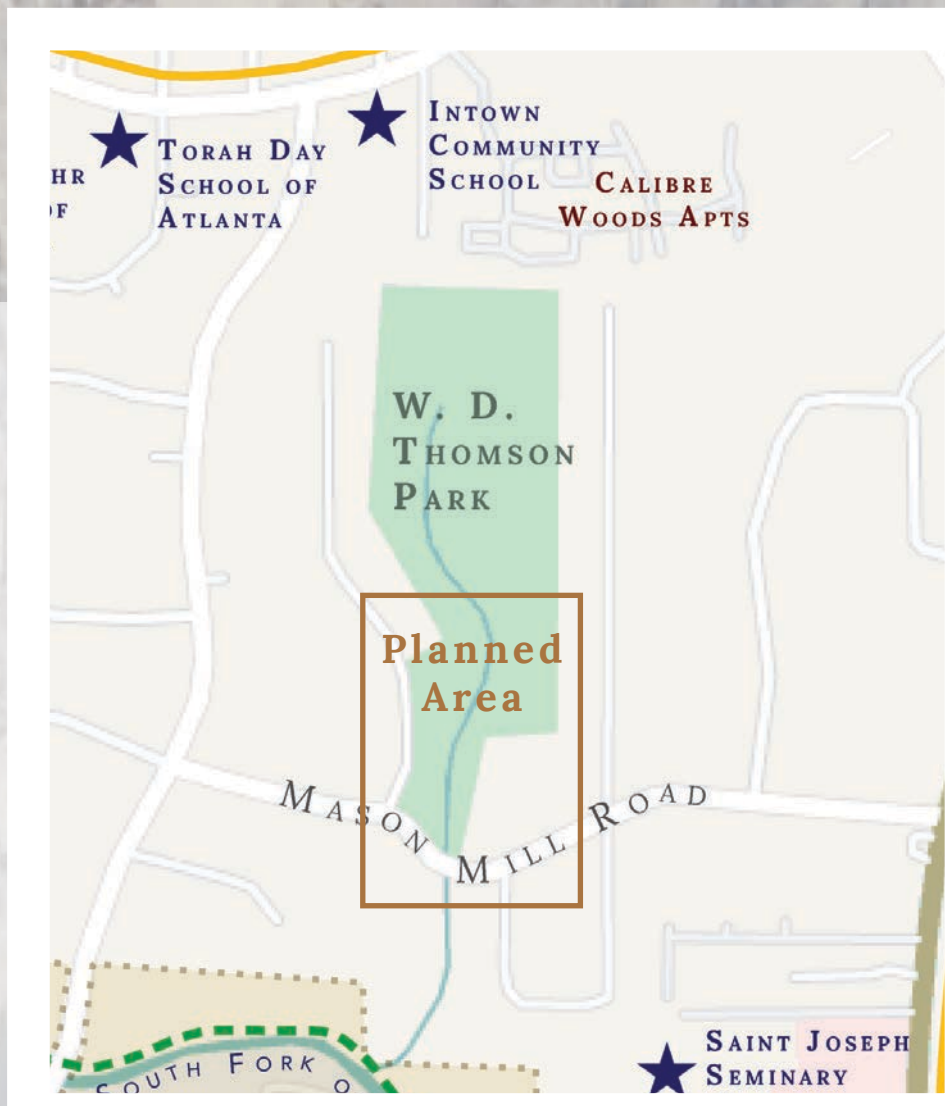 TORAH DAY
SCHOOL OF
ATLANTA
INTOWN
COMMUNITY
SCHOOL
CALIBRE
WOODS APTS
HR
W. D.
THOMSON
PARK
Planned
Area
MASON MILL ROAD
SOUTH FORK O
SAINT JOSEPH
SEMINARY